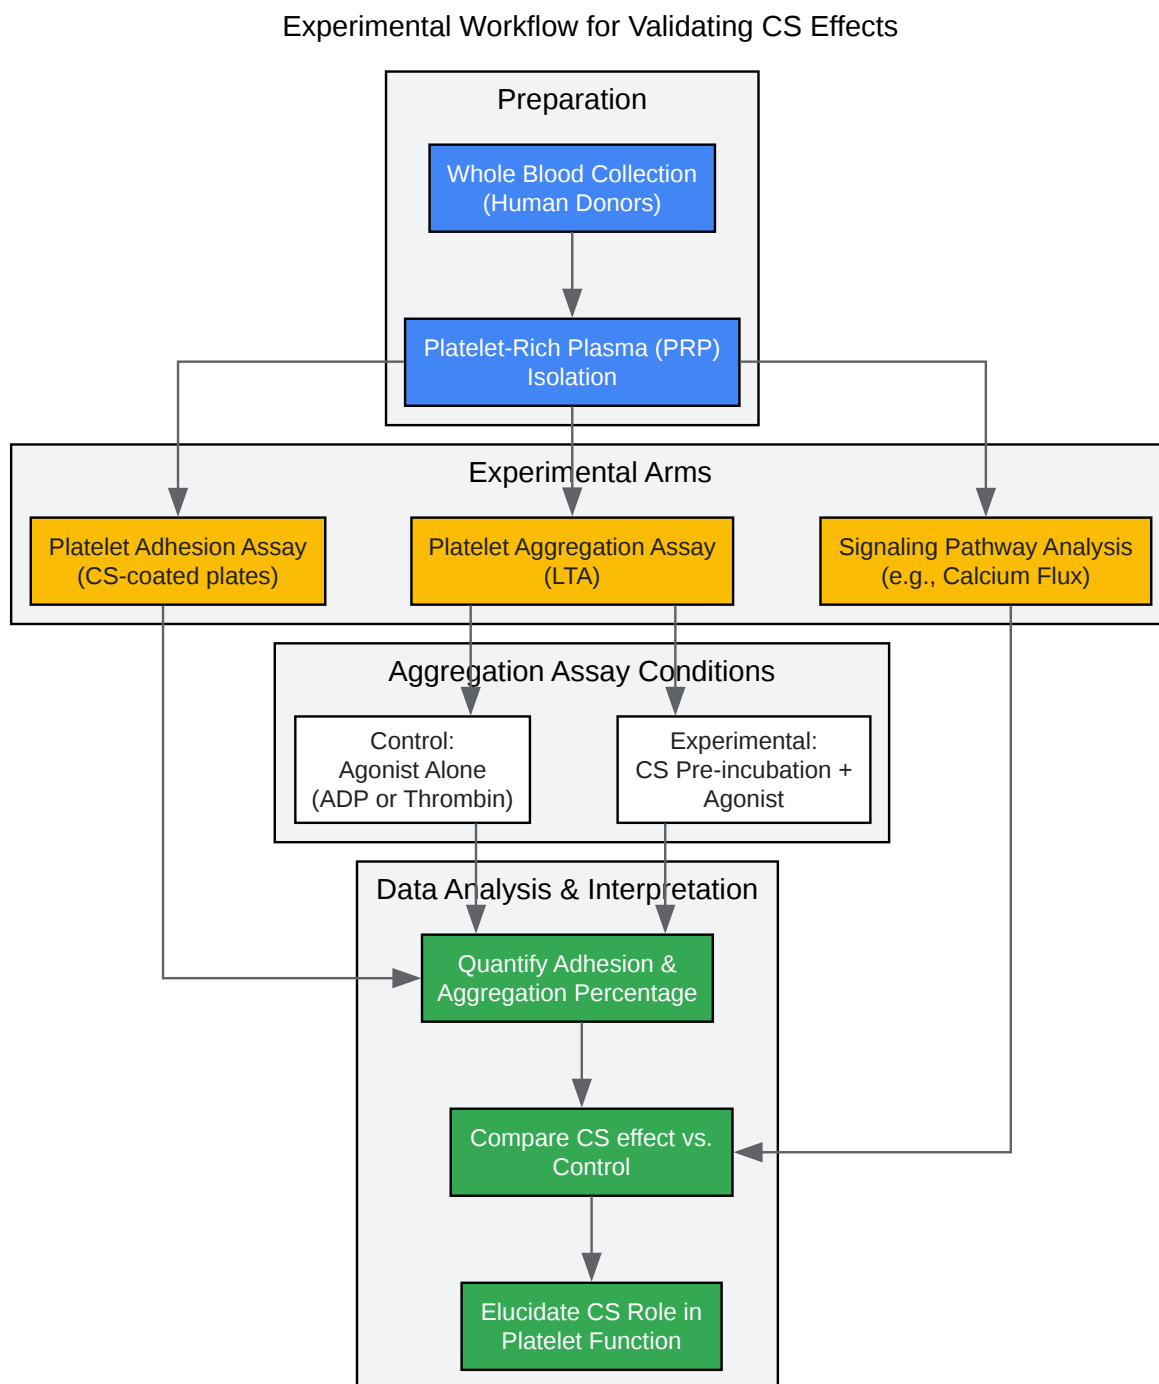 Experimental Workflow for Validating CS Effects
Preparation
Whole Blood Collection
(Human Donors)
Platelet-Rich Plasma (PRP)
Isolation
Experimental Arms
Platelet Adhesion Assay
(CS-coated plates)
Platelet Aggregation Assay
(LTA)
Signaling Pathway Analysis
(e.g., Calcium Flux)
Aggregation Assay Conditions
Control:
Agonist Alone
(ADP or Thrombin)
Experimental:
CS Pre-incubation +
Agonist
Data Analysis & Interpretation
Quantify Adhesion &
Aggregation Percentage
Compare CS effect vs.
Control
Elucidate CS Role in
Platelet Function